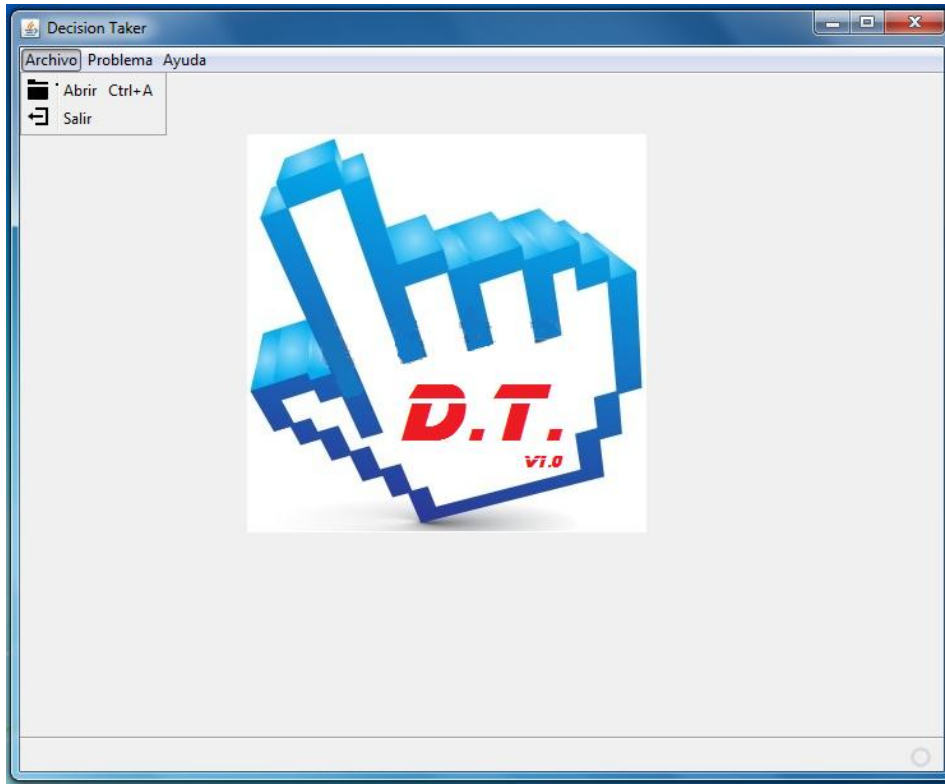 Decision Taker
Archivo Problema Ayuda
Abrir Ctrl+A
Salir
D.T.
V1.0